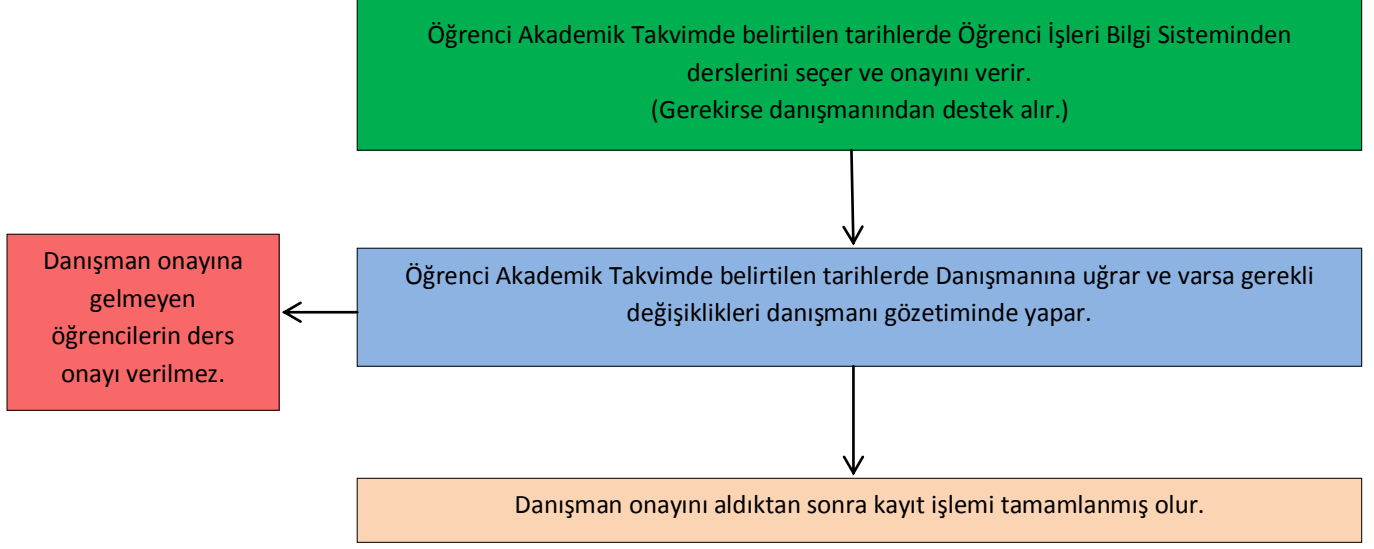 Öğrenci Akademik Takvimde belirtilen tarihlerde Öğrenci İşleri Bilgi Sisteminden
derslerini seçer ve onayını verir.
(Gerekirse danışmanından destek alır.)
Danışman onayına
gelmeyen
öğrencilerin ders
onayı verilmez.
Öğrenci Akademik Takvimde belirtilen tarihlerde Danışmanına uğrar ve varsa gerekli
değişiklikleri danışmanı gözetiminde yapar.
Danışman onayını aldıktan sonra kayıt işlemi tamamlanmış olur.